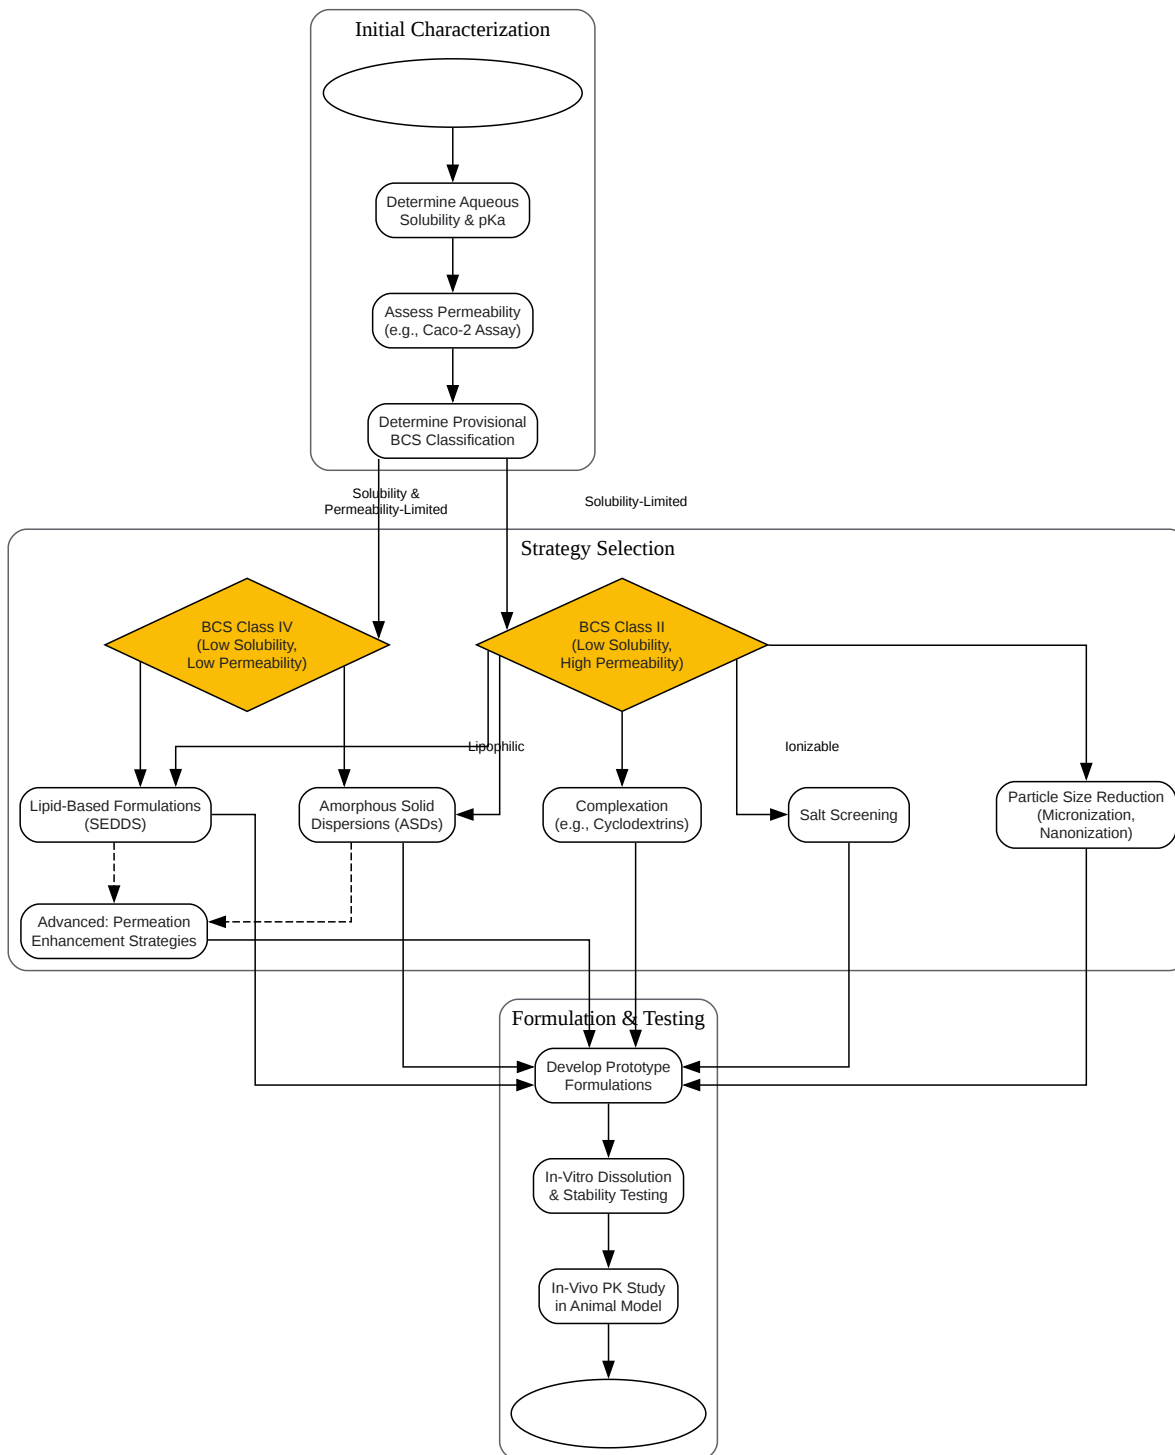 Initial Characterization
Determine Aqueous
Solubility & pKa
Assess Permeability
(e.g., Caco-2 Assay)
Determine Provisional
BCS Classification
Solubility &
Permeability-Limited
Solubility-Limited
Strategy Selection
BCS Class IV
(Low Solubility,
Low Permeability)
BCS Class II
(Low Solubility,
High Permeability)
Lipophilic
Ionizable
Lipid-Based Formulations
(SEDDS)
Amorphous Solid
Dispersions (ASDs)
Complexation
(e.g., Cyclodextrins)
Salt Screening
Particle Size Reduction
(Micronization,
Nanonization)
Advanced: Permeation
Enhancement Strategies
Formulation & Testing
Develop Prototype
Formulations
In-Vitro Dissolution
& Stability Testing
In-Vivo PK Study
in Animal Model